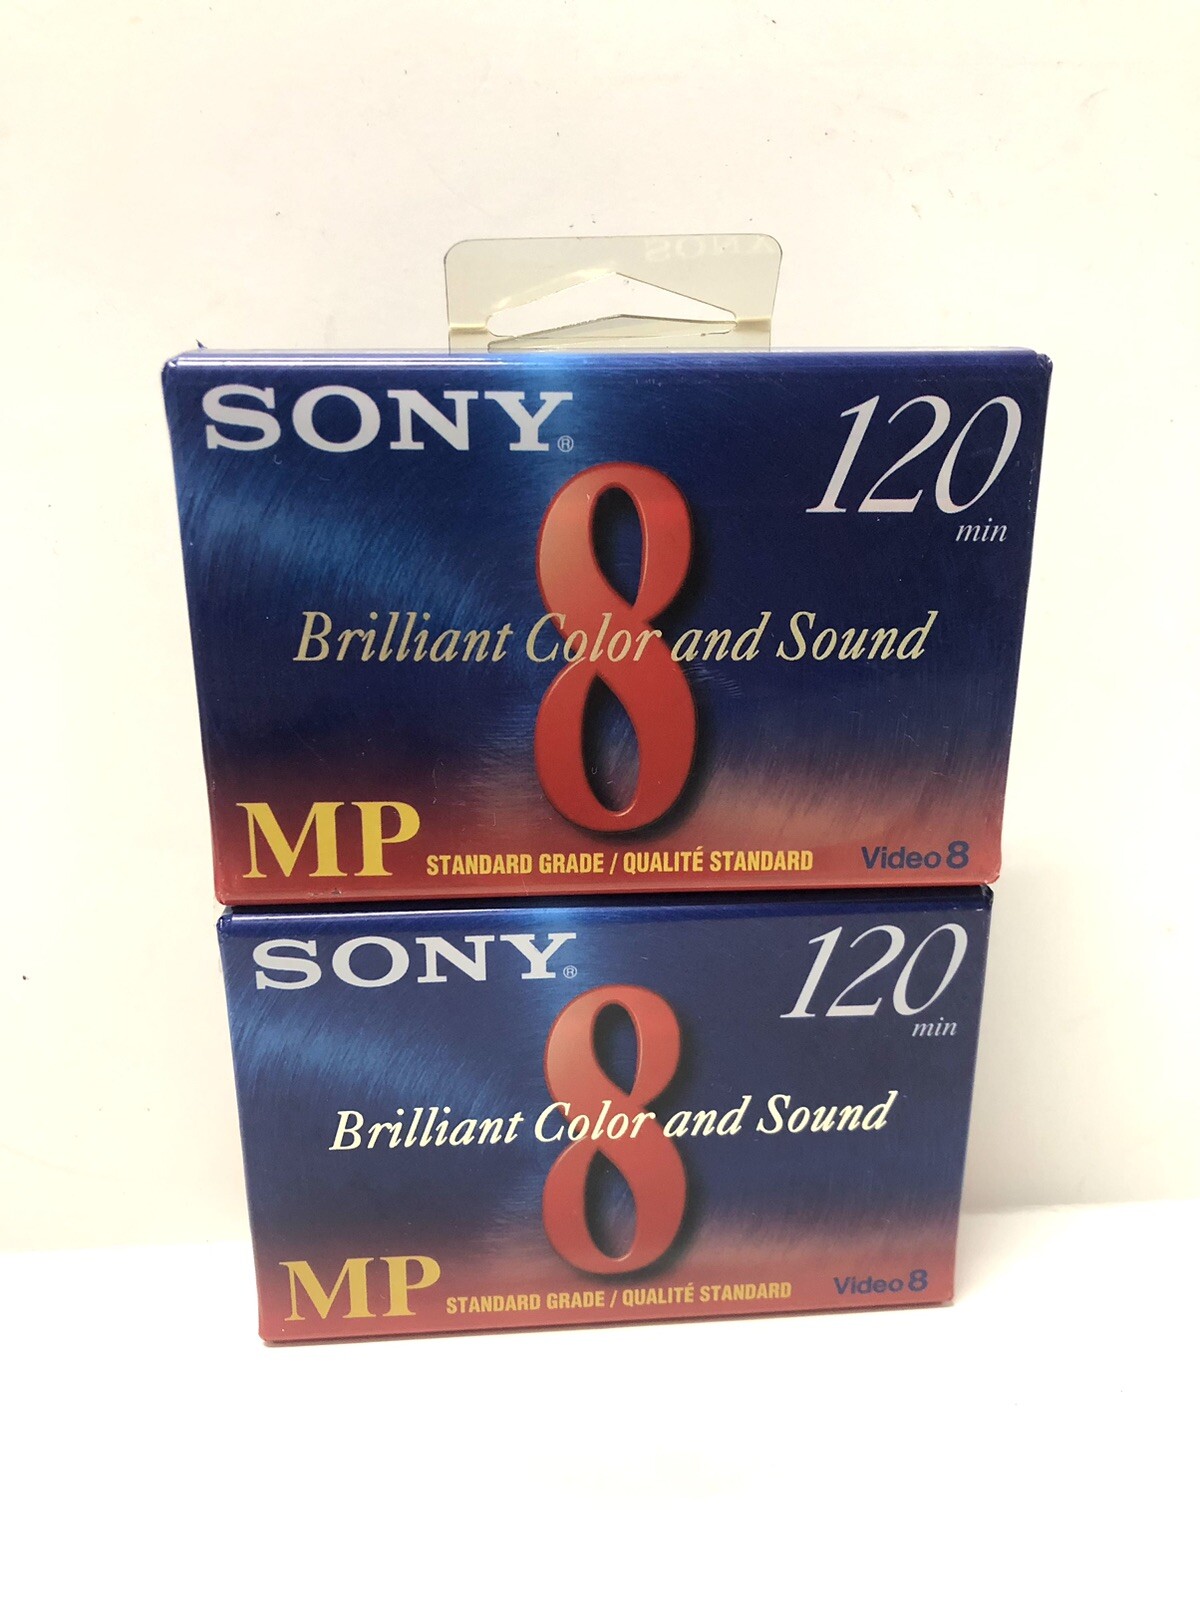 SONY®
120
min
8
Brilliant Color and Sound
MP STANDARD GRADE / QUALITÉ STANDARD
Video 8
SONY®
120
min
8
Brilliant Color and Sound
MP STANDARD GRADE / QUALITÉ STANDARD
Video 8